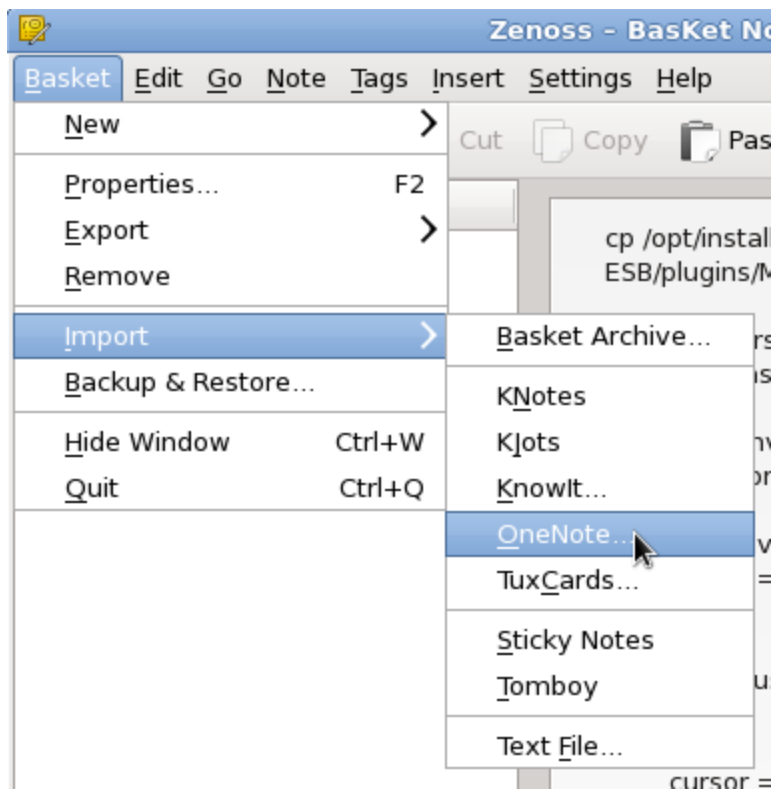 Zenoss – BasKet No
Basket Edit Go Note Tags Insert Settings Help
New
Cut Copy Pas
Properties... F2
Export
Remove
cp /opt/install
ESB/plugins/M
Import
Backup & Restore...
Hide Window Ctrl+W
Quit Ctrl+Q
Basket Archive...
KNotes
KJots
KnowIt...
OneNote...
TuxCards...
Sticky Notes
Tomboy
Text File...
cursor =